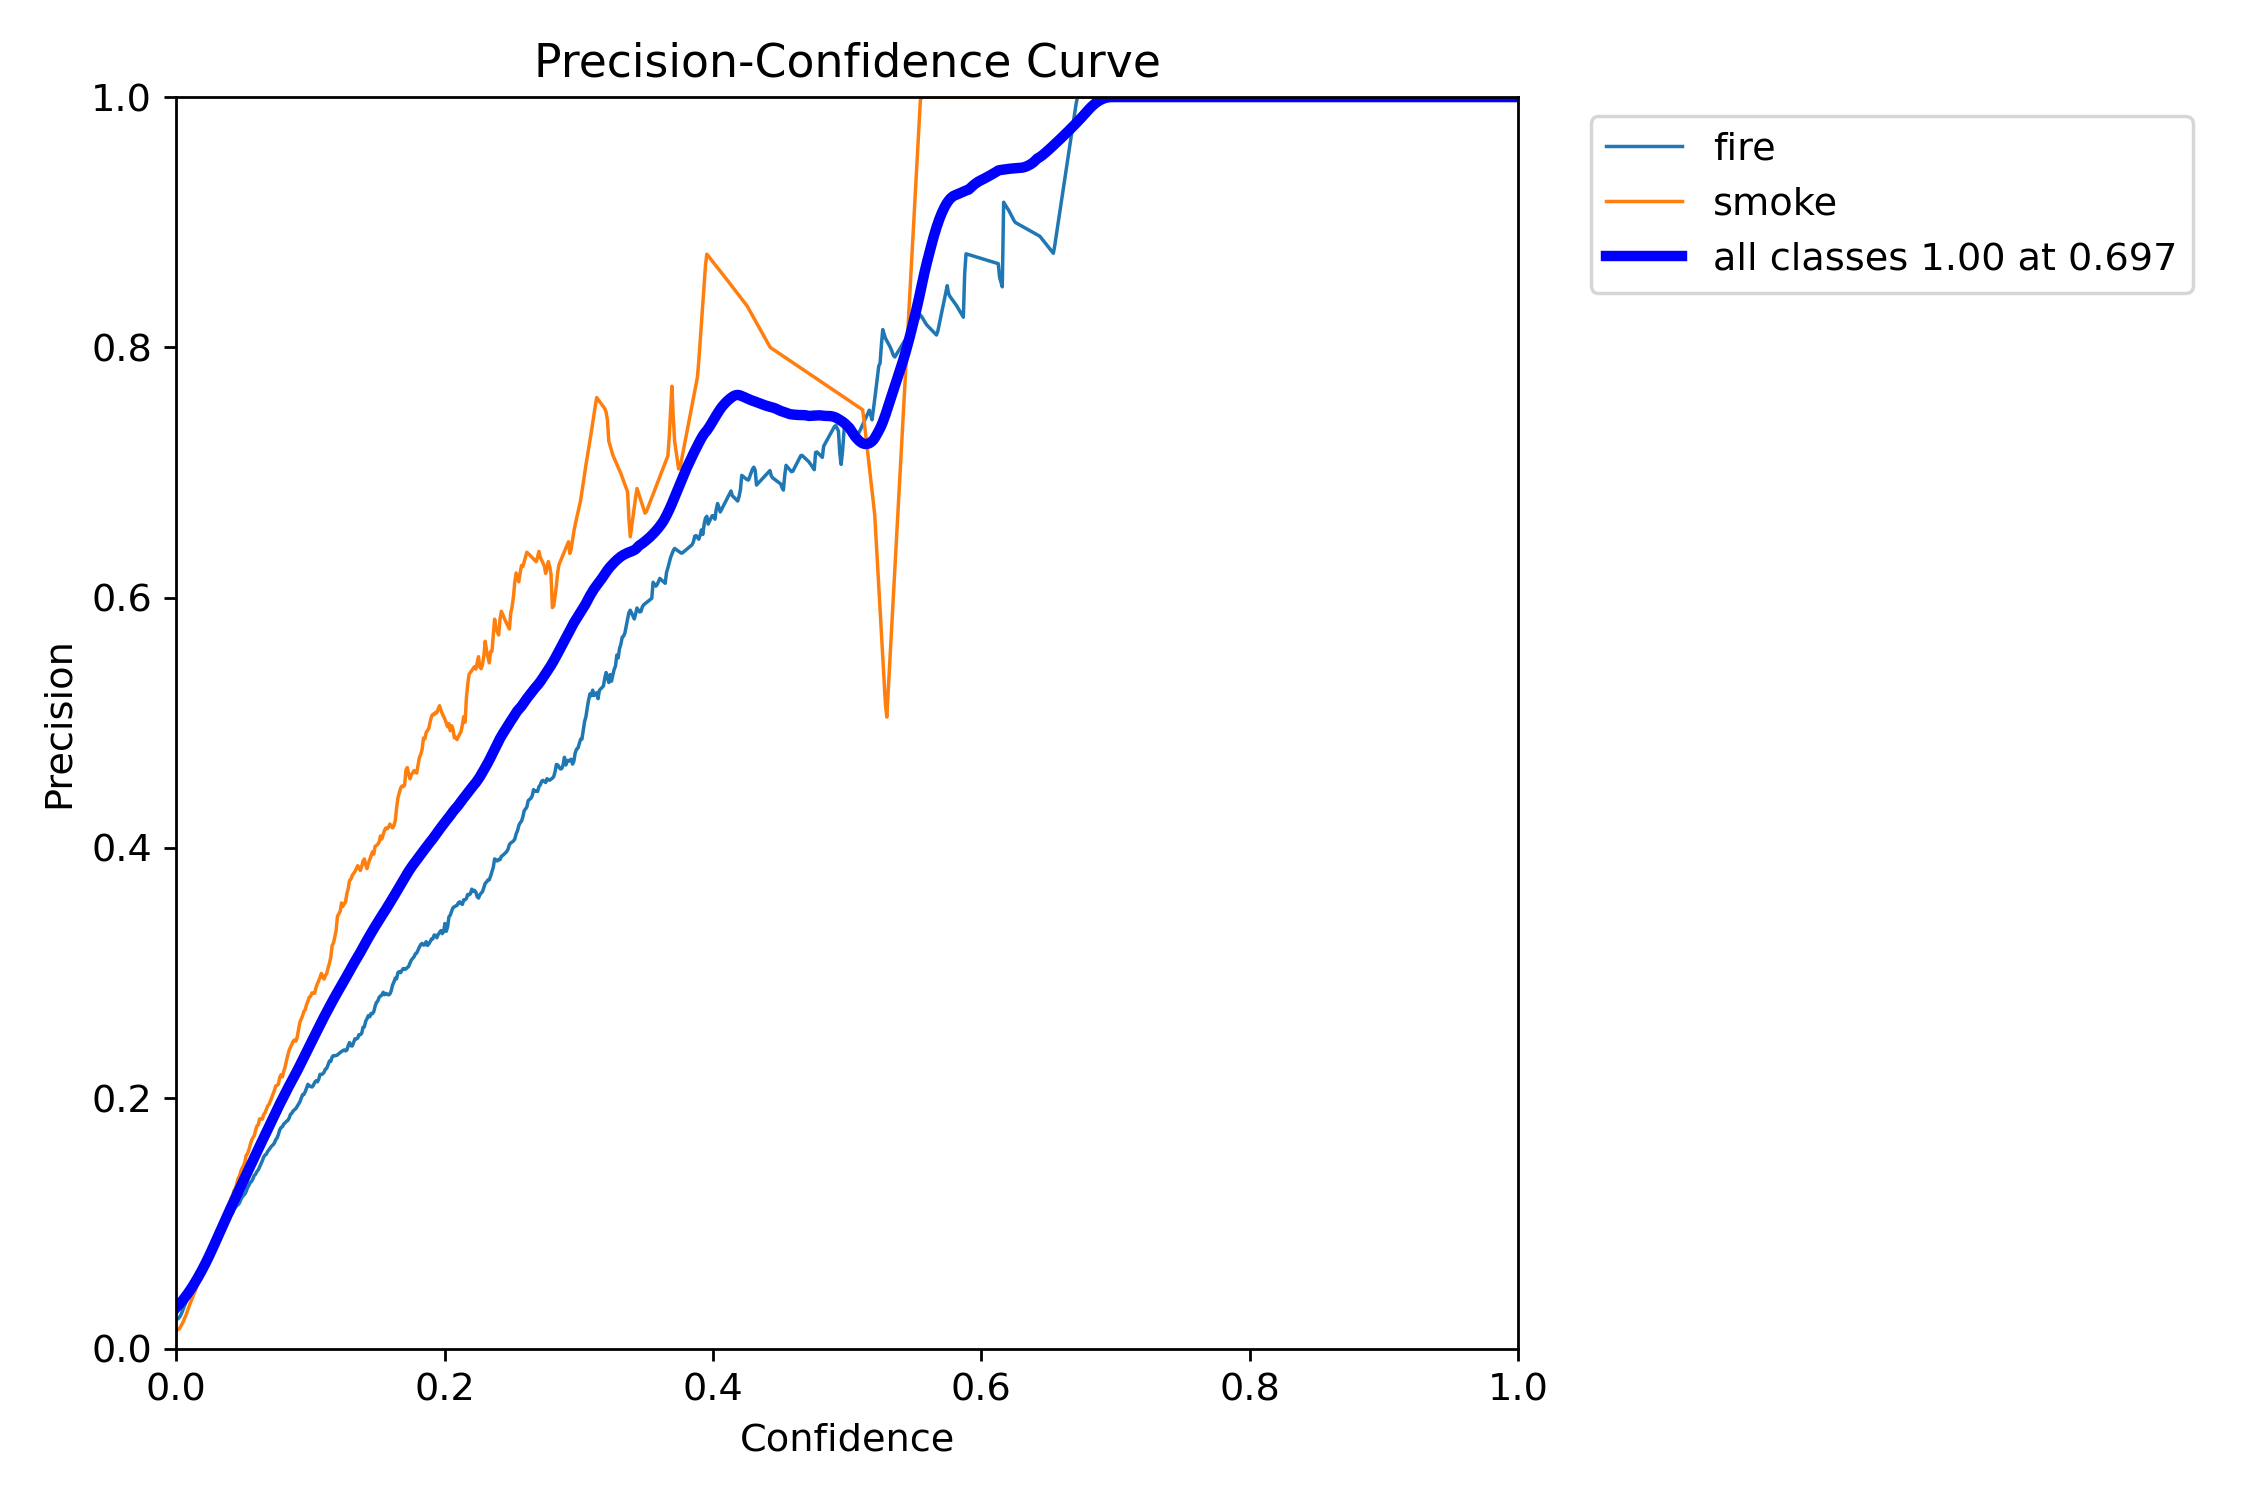 Precision-Confidence Curve
1.0
0.8
0.6
0.4
0.2
0.0
Precision
0.0 0.2 0.4 0.6 0.8 1.0
Confidence
fire
smoke
all classes 1.00 at 0.697